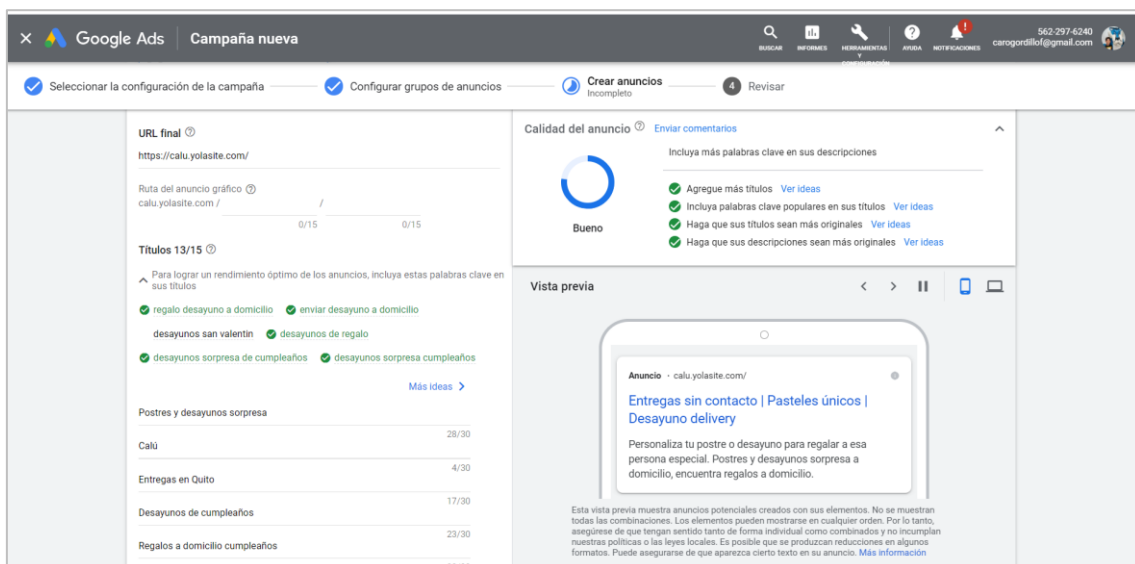 Google Ads
Campaña nueva
BUSCAR
INFORMES
HERRAMIENTAS
Y
CONFIGURACIÓN
AYUDA
NOTIFICACIONES
562-297-6240
carogordillof@gmail.com
Seleccionar la configuración de la campaña
Configurar grupos de anuncios
Crear anuncios
Incompleto
4 Revisar
URL final
https://calu.yolasite.com/
Ruta del anuncio gráfico
calu.yolasite.com / /
0/15 0/15
Títulos 13/15
Para lograr un rendimiento óptimo de los anuncios, incluya estas palabras clave en
sus títulos
regalo desayuno a domicilio enviar desayuno a domicilio
desayunos san valentin desayunos de regalo
desayunos sorpresa de cumpleaños desayunos sorpresa cumpleaños
Más ideas
Postres y desayunos sorpresa
28/30
Calú
4/30
Entregas en Quito
17/30
Desayunos de cumpleaños
23/30
Regalos a domicilio cumpleaños
Calidad del anuncio Enviar comentarios
Incluya más palabras clave en sus descripciones
Bueno
Agregue más títulos Ver ideas
Incluya palabras clave populares en sus títulos Ver ideas
Haga que sus títulos sean más originales Ver ideas
Haga que sus descripciones sean más originales Ver ideas
Vista previa
Anuncio · calu.yolasite.com/
Entregas sin contacto | Pasteles únicos |
Desayuno delivery
Personaliza tu postre o desayuno para regalar a esa
persona especial. Postres y desayunos sorpresa a
domicilio, encuentra regalos a domicilio.
Esta vista previa muestra anuncios potenciales creados con sus elementos. No se muestran
todas las combinaciones. Los elementos pueden mostrarse en cualquier orden. Por lo tanto,
asegúrese de que tengan sentido tanto de forma individual como combinados y no incumplan
nuestras políticas o las leyes locales. Es posible que se produzcan reducciones en algunos
formatos. Puede asegurarse de que aparezca cierto texto en su anuncio. Más información